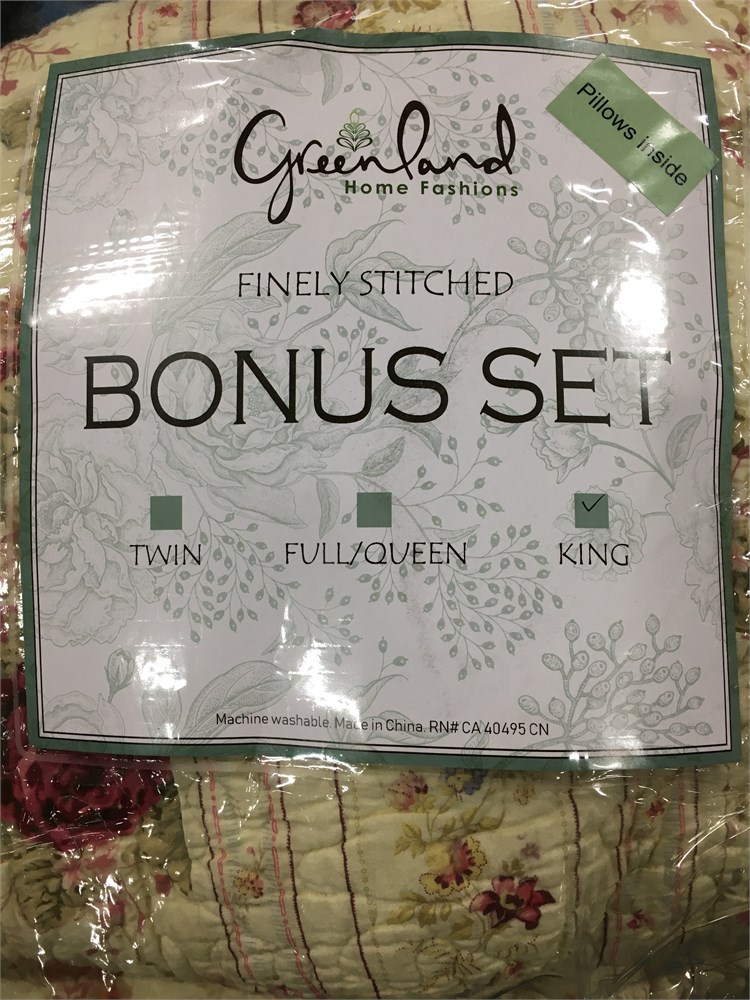 Greenland
Home Fashions
Pillows inside
FINELY STITCHED
BONUS SET
TWIN
FULL/QUEEN
KING
Machine washable. Made in China. RN# CA 40495 CN